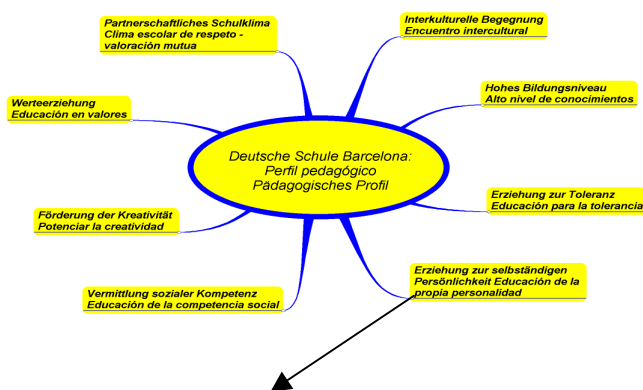 Partnerschaftliches Schulklima
Clima escolar de respeto -
valoración mutua
Interkulturelle Begegnung
Encuentro intercultural
Werteerziehung
Educación en valores
Hohes Bildungsniveau
Alto nivel de conocimientos
Deutsche Schule Barcelona:
Perfil pedagógico
Pädagogisches Profil
Förderung der Kreativität
Potenciar la creatividad
Erziehung zur Toleranz
Educación para la tolerancia
Vermittlung sozialer Kompetenz
Educación de la competencia social
Erziehung zur selbständigen
Persönlichkeit Educación de la
propia personalidad